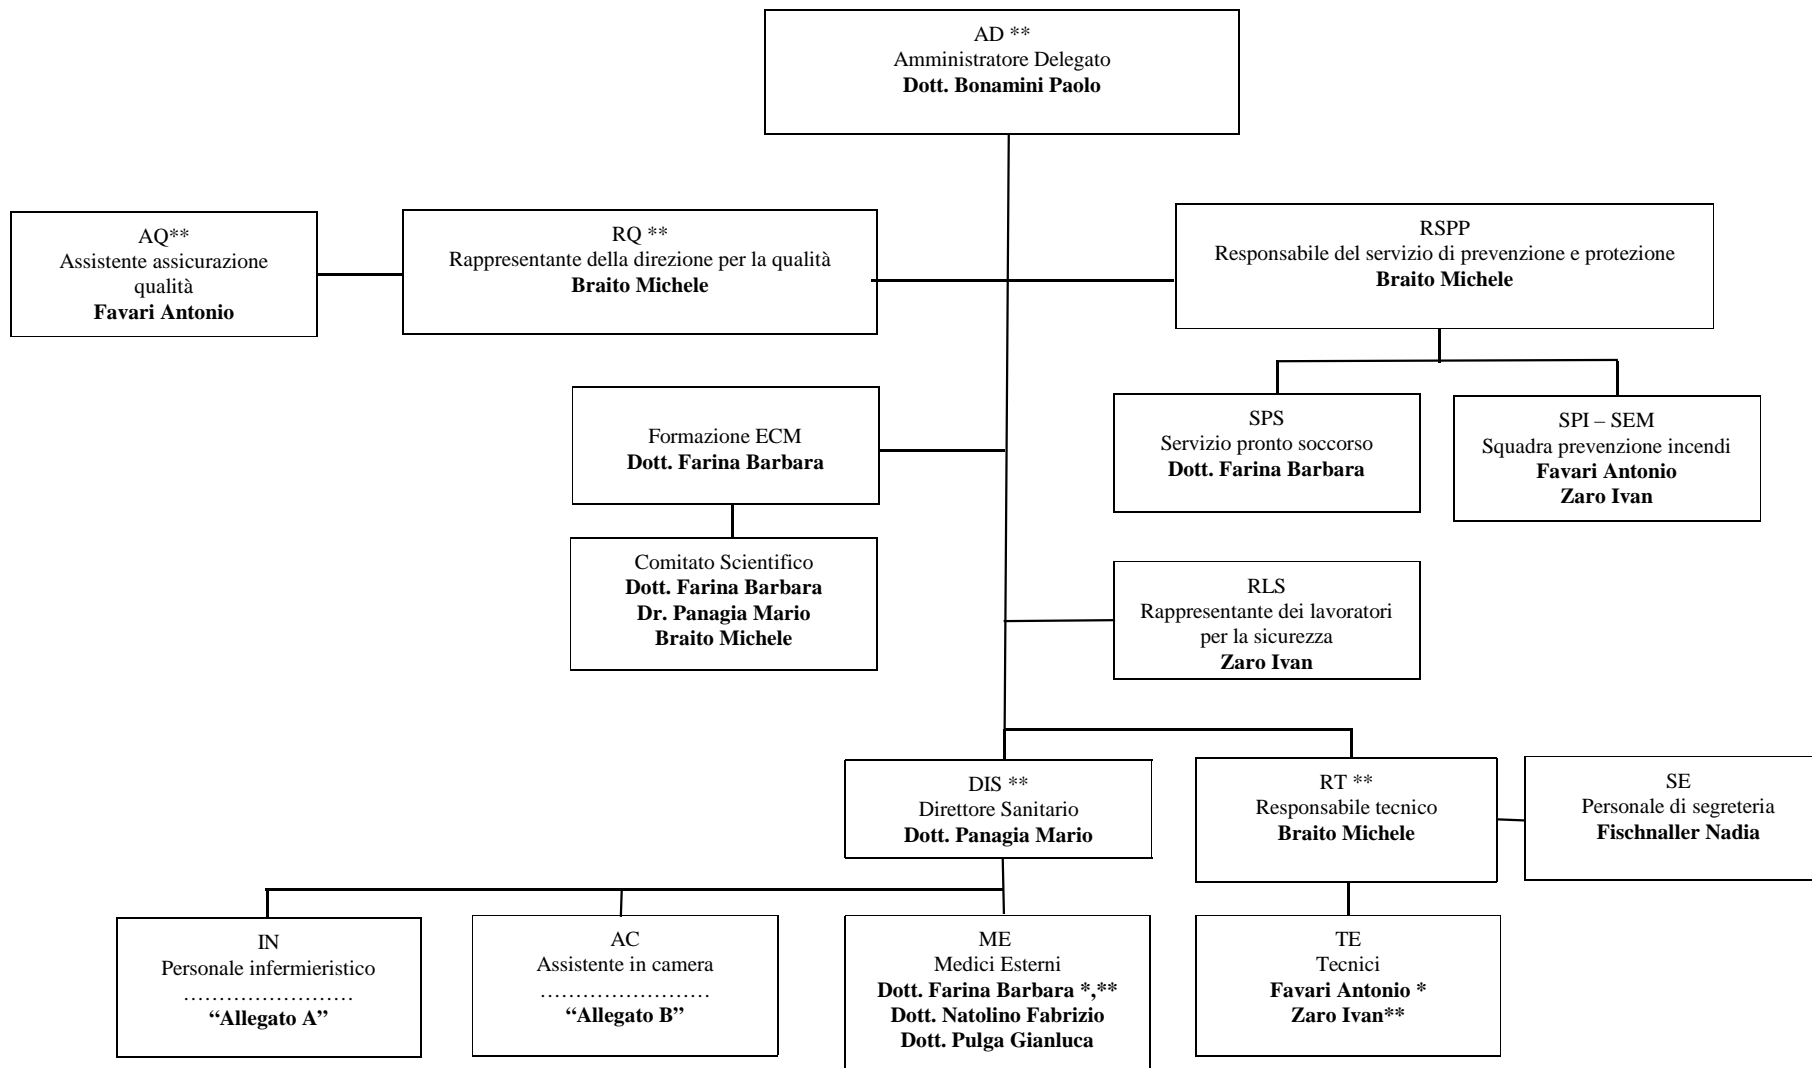 AD **
Amministratore Delegato
Dott. Bonamini Paolo
AQ**
Assistente assicurazione
qualità
Favari Antonio
RQ **
Rappresentante della direzione per la qualità
Braito Michele
RSPP
Responsabile del servizio di prevenzione e protezione
Braito Michele
Formazione ECM
Dott. Farina Barbara
SPS
Servizio pronto soccorso
Dott. Farina Barbara
SPI – SEM
Squadra prevenzione incendi
Favari Antonio
Zaro Ivan
Comitato Scientifico
Dott. Farina Barbara
Dr. Panagia Mario
Braito Michele
RLS
Rappresentante dei lavoratori
per la sicurezza
Zaro Ivan
DIS **
Direttore Sanitario
Dott. Panagia Mario
RT **
Responsabile tecnico
Braito Michele
SE
Personale di segreteria
Fischnaller Nadia
IN
Personale infermieristico
……………………
“Allegato A”
AC
Assistente in camera
……………………
“Allegato B”
ME
Medici Esterni
Dott. Farina Barbara *,**
Dott. Natolino Fabrizio
Dott. Pulga Gianluca
TE
Tecnici
Favari Antonio *
Zaro Ivan**